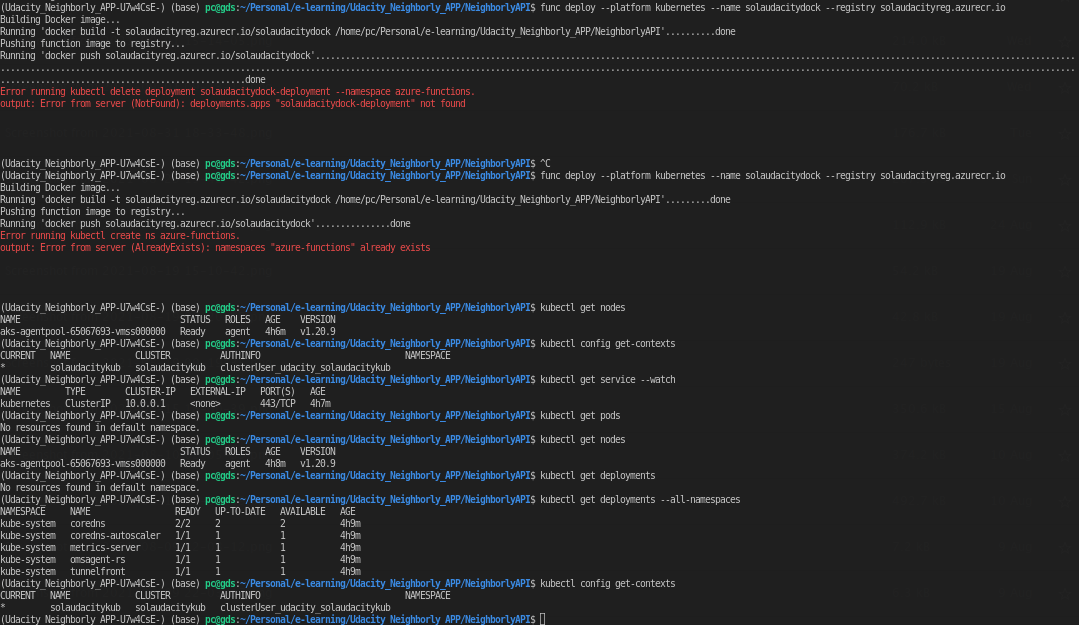 (Udacity_Neighborly_APP-U7w4CsE-) (base) pc@gds:~/Personal/e-learning/Udacity_Neighborly_APP/NeighborlyAPI$ func deploy --platform kubernetes --name solaudacitydock --registry solaudacityreg.azurecr.io
Building Docker image...
Running 'docker build -t solaudacityreg.azurecr.io/solaudacitydock /home/pc/Personal/e-learning/Udacity_Neighborly_APP/NeighborlyAPI'..........done
Pushing function image to registry...
Running 'docker push solaudacityreg.azurecr.io/solaudacitydock'........................................................................................................................................................
.......................................................................................................................................................................................................................
.................................................done
Error running kubectl delete deployment solaudacitydock-deployment --namespace azure-functions.
output: Error from server (NotFound): deployments.apps "solaudacitydock-deployment" not found
(Udacity_Neighborly_APP-U7w4CsE-) (base) pc@gds:~/Personal/e-learning/Udacity_Neighborly_APP/NeighborlyAPI$ ^C
(Udacity_Neighborly_APP-U7w4CsE-) (base) pc@gds:~/Personal/e-learning/Udacity_Neighborly_APP/NeighborlyAPI$ func deploy --platform kubernetes --name solaudacitydock --registry solaudacityreg.azurecr.io
Building Docker image...
Running 'docker build -t solaudacityreg.azurecr.io/solaudacitydock /home/pc/Personal/e-learning/Udacity_Neighborly_APP/NeighborlyAPI'.........done
Pushing function image to registry...
Running 'docker push solaudacityreg.azurecr.io/solaudacitydock'...............done
Error running kubectl create ns azure-functions.
output: Error from server (AlreadyExists): namespaces "azure-functions" already exists
(Udacity_Neighborly_APP-U7w4CsE-) (base) pc@gds:~/Personal/e-learning/Udacity_Neighborly_APP/NeighborlyAPI$ kubectl get nodes
NAME STATUS ROLES AGE VERSION
aks-agentpool-65067693-vmss000000 Ready agent 4h6m v1.20.9
(Udacity_Neighborly_APP-U7w4CsE-) (base) pc@gds:~/Personal/e-learning/Udacity_Neighborly_APP/NeighborlyAPI$ kubectl config get-contexts
CURRENT NAME CLUSTER AUTHINFO NAMESPACE
* solaudacitykub solaudacitykub clusterUser_udacity_solaudacitykub
(Udacity_Neighborly_APP-U7w4CsE-) (base) pc@gds:~/Personal/e-learning/Udacity_Neighborly_APP/NeighborlyAPI$ kubectl get service --watch
NAME TYPE CLUSTER-IP EXTERNAL-IP PORT(S) AGE
kubernetes ClusterIP 10.0.0.1 <none> 443/TCP 4h7m
(Udacity_Neighborly_APP-U7w4CsE-) (base) pc@gds:~/Personal/e-learning/Udacity_Neighborly_APP/NeighborlyAPI$ kubectl get pods
No resources found in default namespace.
(Udacity_Neighborly_APP-U7w4CsE-) (base) pc@gds:~/Personal/e-learning/Udacity_Neighborly_APP/NeighborlyAPI$ kubectl get nodes
NAME STATUS ROLES AGE VERSION
aks-agentpool-65067693-vmss000000 Ready agent 4h8m v1.20.9
(Udacity_Neighborly_APP-U7w4CsE-) (base) pc@gds:~/Personal/e-learning/Udacity_Neighborly_APP/NeighborlyAPI$ kubectl get deployments
No resources found in default namespace.
(Udacity_Neighborly_APP-U7w4CsE-) (base) pc@gds:~/Personal/e-learning/Udacity_Neighborly_APP/NeighborlyAPI$ kubectl get deployments --all-namespaces
NAMESPACE NAME READY UP-TO-DATE AVAILABLE AGE
kube-system coredns 2/2 2 2 4h9m
kube-system coredns-autoscaler 1/1 1 1 4h9m
kube-system metrics-server 1/1 1 1 4h9m
kube-system omsagent-rs 1/1 1 1 4h9m
kube-system tunnelfront 1/1 1 1 4h9m
(Udacity_Neighborly_APP-U7w4CsE-) (base) pc@gds:~/Personal/e-learning/Udacity_Neighborly_APP/NeighborlyAPI$ kubectl config get-contexts
CURRENT NAME CLUSTER AUTHINFO NAMESPACE
* solaudacitykub solaudacitykub clusterUser_udacity_solaudacitykub
(Udacity_Neighborly_APP-U7w4CsE-) (base) pc@gds:~/Personal/e-learning/Udacity_Neighborly_APP/NeighborlyAPI$